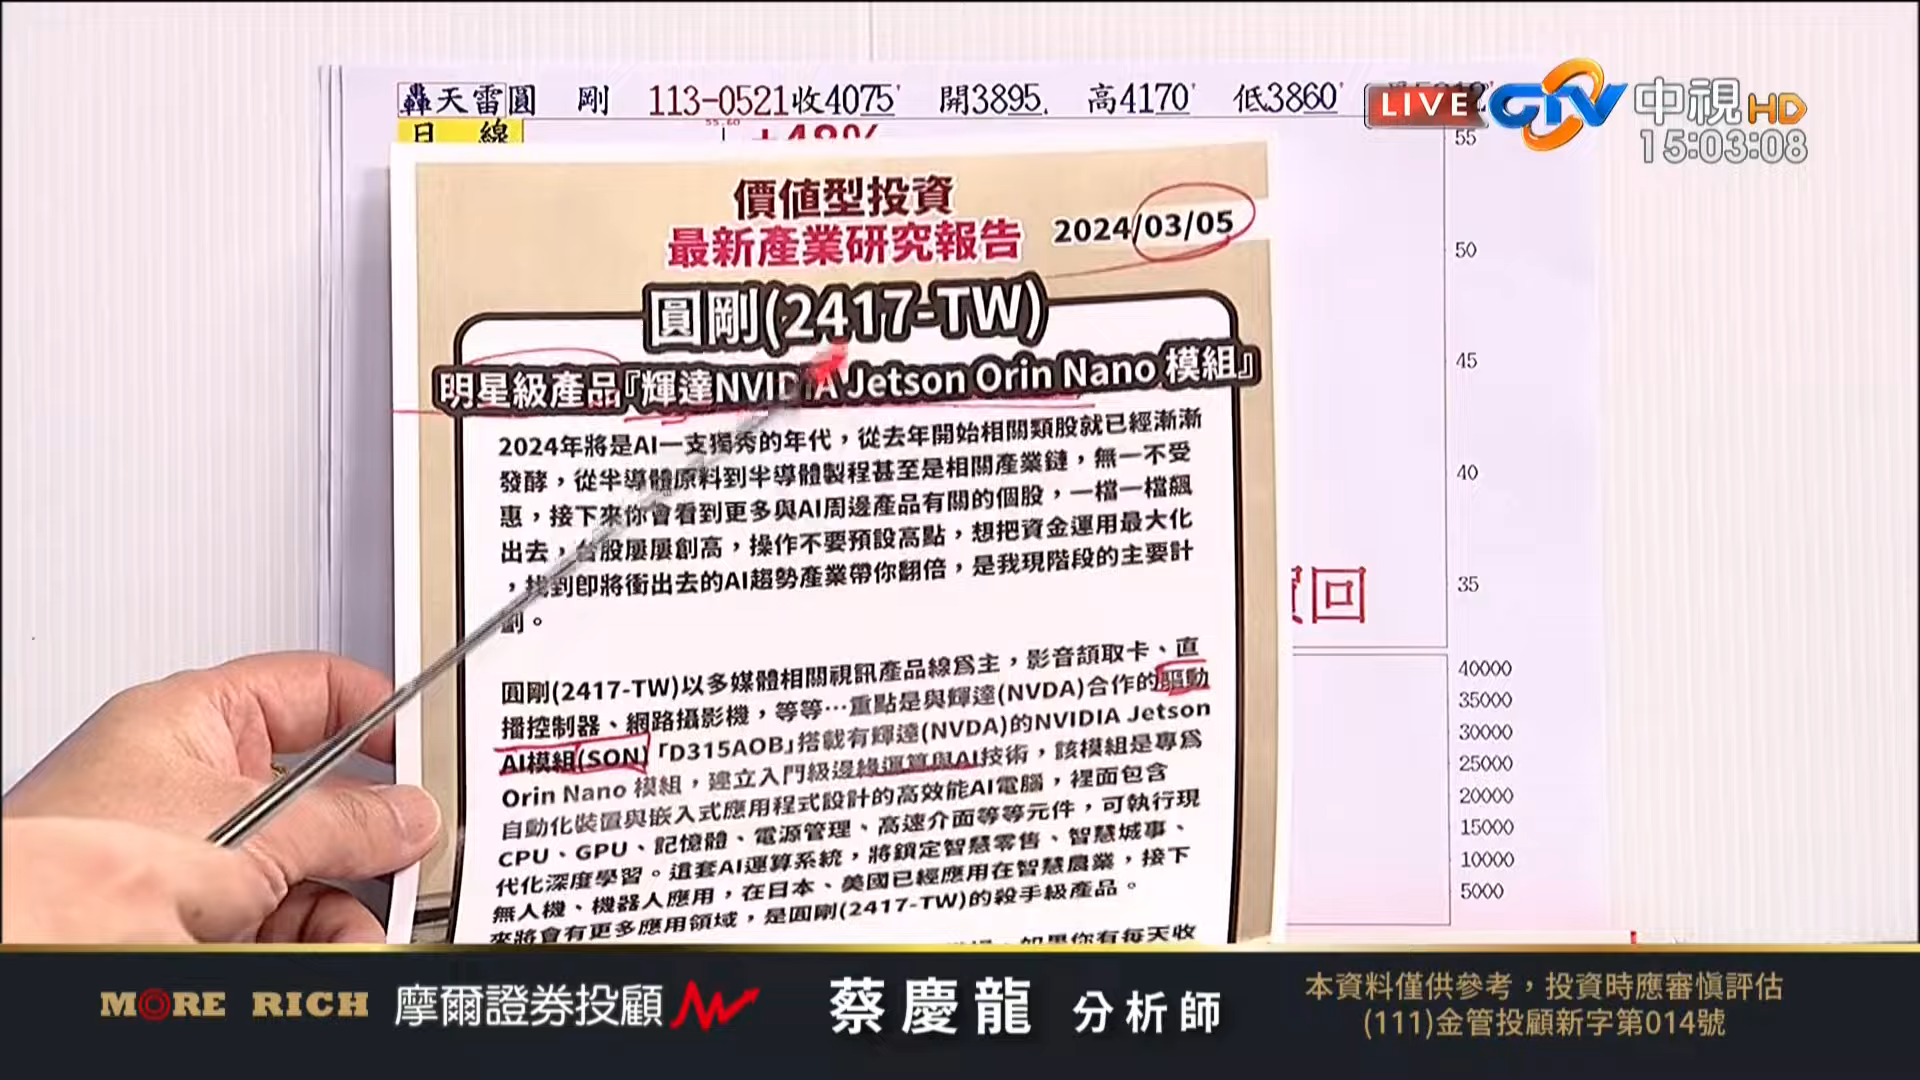 轟天雷圓 剛 113-0521收4075' 開3895. 高4170' 低3860'
日 線
LIVE CTV 中視HD
15:03:08
價值型投資
最新產業研究報告
2024/03/05
圓剛(2417-TW)
明星級產品『輝達NVIDIA Jetson Orin Nano 模組』
2024年將是AI一支獨秀的年代，從去年開始相關類股就已經漸漸
發酵，從半導體原料到半導體製程甚至是相關產業鏈，無一不受
惠，接下來你會看到更多與AI周邊產品有關的個股，一檔一檔飆
出去，台股屢屢創高，操作不要預設高點，想把資金運用最大化
，找到即將衝出去的AI趨勢產業帶你翻倍，是我現階段的主要計
劃。
圓剛(2417-TW)以多媒體相關視訊產品線為主，影音頡取卡、直
播控制器、網路攝影機，等等…重點是與輝達(NVDA)合作的驅動
AI模組(SON)「D315AOB」搭載有輝達(NVDA)的NVIDIA Jetson
Orin Nano 模組，建立入門級邊緣運算與AI技術，該模組是專為
自動化裝置與嵌入式應用程式設計的高效能AI電腦，裡面包含
CPU、GPU、記憶體、電源管理、高速介面等等元件，可執行現
代化深度學習。這套AI運算系統，將鎖定智慧零售、智慧城事、
無人機、機器人應用，在日本、美國已經應用在智慧農業，接下
來將會有更多應用領域，是圓剛(2417-TW)的殺手級產品。
如果你有每天收
回
55
50
45
40
35
40000
35000
30000
25000
20000
15000
10000
5000
MORE RICH 摩爾證券投顧
蔡慶龍 分析師
本資料僅供參考，投資時應審慎評估
(111)金管投顧新字第014號